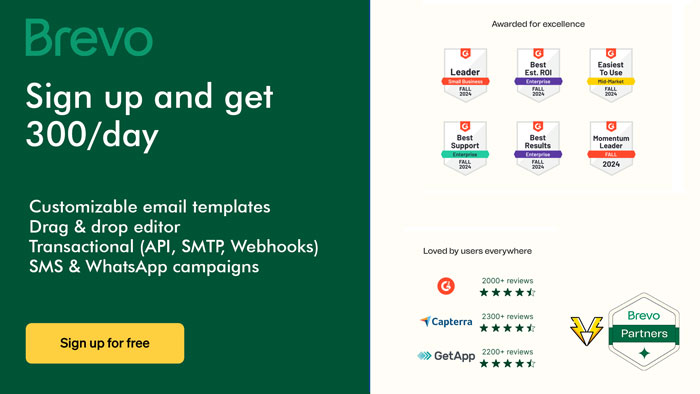 Brevo
Sign up and get
300/day
Customizable email templates
Drag & drop editor
Transactional (API, SMTP, Webhooks)
SMS & WhatsApp campaigns
Sign up for free
Awarded for excellence
Leader
Small Business
FALL
2024
Best
Est. ROI
Enterprise
FALL
2024
Easiest
To Use
Mid-Market
FALL
2024
Best
Support
Enterprise
FALL
2024
Best
Results
Enterprise
FALL
2024
Momentum
Leader
FALL
2024
Loved by users everywhere
2000+ reviews
Capterra
2300+ reviews
GetApp
2200+ reviews
Brevo
Partners